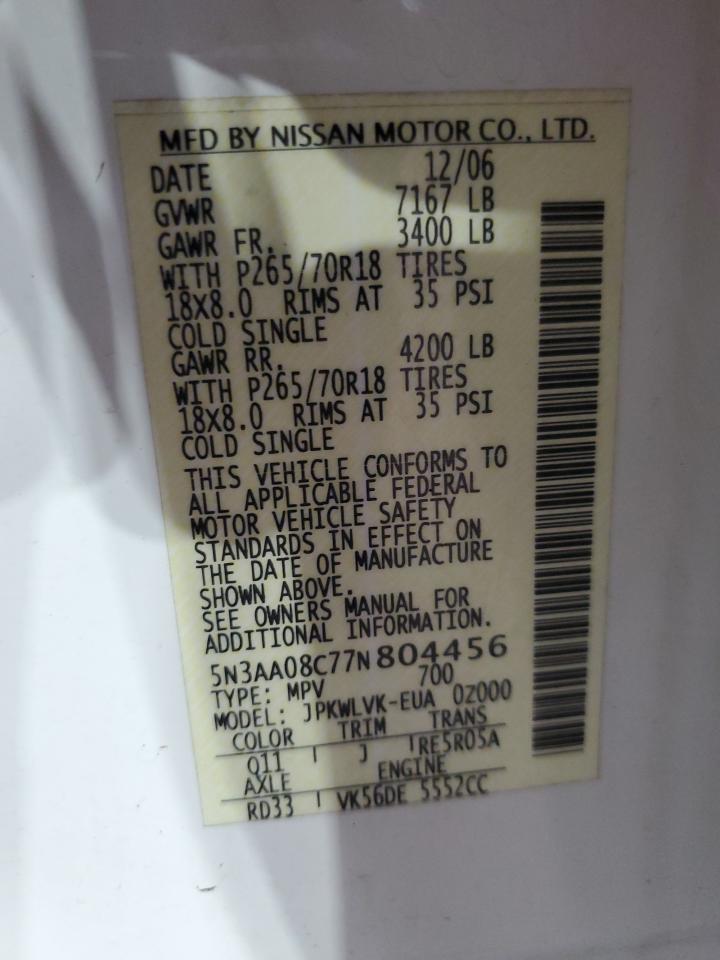 MFD BY NISSAN MOTOR CO., LTD.
DATE 12/06
GVWR 7167 LB
GAWR FR. 3400 LB
WITH P265/70R18 TIRES
18X8.0 RIMS AT 35 PSI
COLD SINGLE
GAWR RR. 4200 LB
WITH P265/70R18 TIRES
18X8.0 RIMS AT 35 PSI
COLD SINGLE
THIS VEHICLE CONFORMS TO
ALL APPLICABLE FEDERAL
MOTOR VEHICLE SAFETY
STANDARDS IN EFFECT ON
THE DATE OF MANUFACTURE
SHOWN ABOVE.
SEE OWNERS MANUAL FOR
ADDITIONAL INFORMATION.
5N3AA08C77N804456
TYPE: MPV 700
MODEL: JPKWLVK-EUA 02000
COLOR TRIM TRANS
Q11 J RE5R05A
AXLE ENGINE
RD33 VK56DE 5552CC